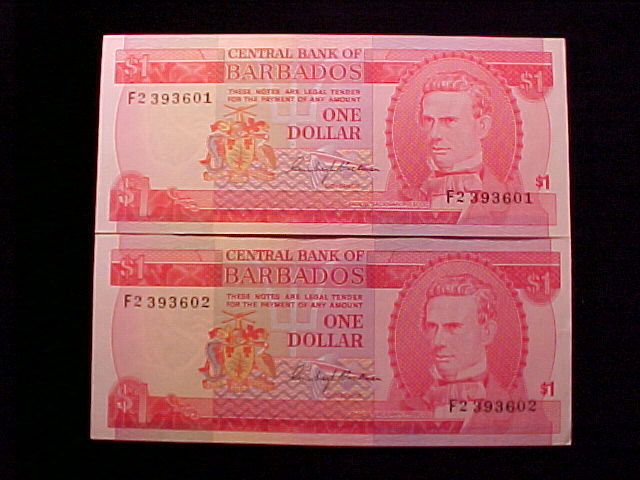 CENTRAL BANK OF
$1 BARBADOS $1
F2 393601
THESE NOTES ARE LEGAL TENDER
FOR THE PAYMENT OF ANY AMOUNT
ONE
DOLLAR
$1 F2 393601 $1
CENTRAL BANK OF
$1 BARBADOS $1
F2 393602
THESE NOTES ARE LEGAL TENDER
FOR THE PAYMENT OF ANY AMOUNT
ONE
DOLLAR
$1
$1 F2 393602